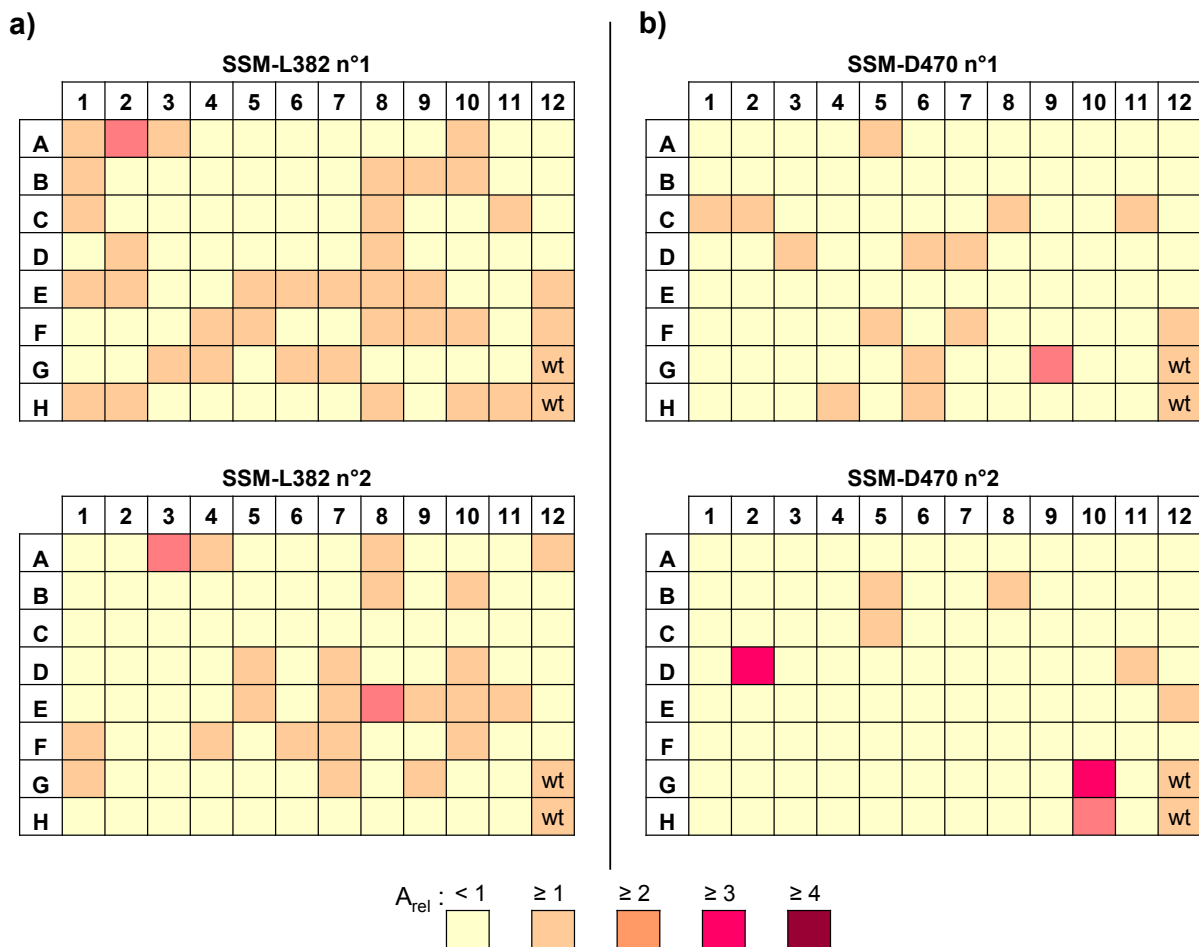 a)
SSM-L382 n°1
1 2 3 4 5 6 7 8 9 10 11 12
A
B
C
D
E
F
G wt
H wt
SSM-L382 n°2
1 2 3 4 5 6 7 8 9 10 11 12
A
B
C
D
E
F
G wt
H wt
b)
SSM-D470 n°1
1 2 3 4 5 6 7 8 9 10 11 12
A
B
C
D
E
F
G wt
H wt
SSM-D470 n°2
1 2 3 4 5 6 7 8 9 10 11 12
A
B
C
D
E
F
G wt
H wt
Arel : < 1 ≥ 1 ≥ 2 ≥ 3 ≥ 4